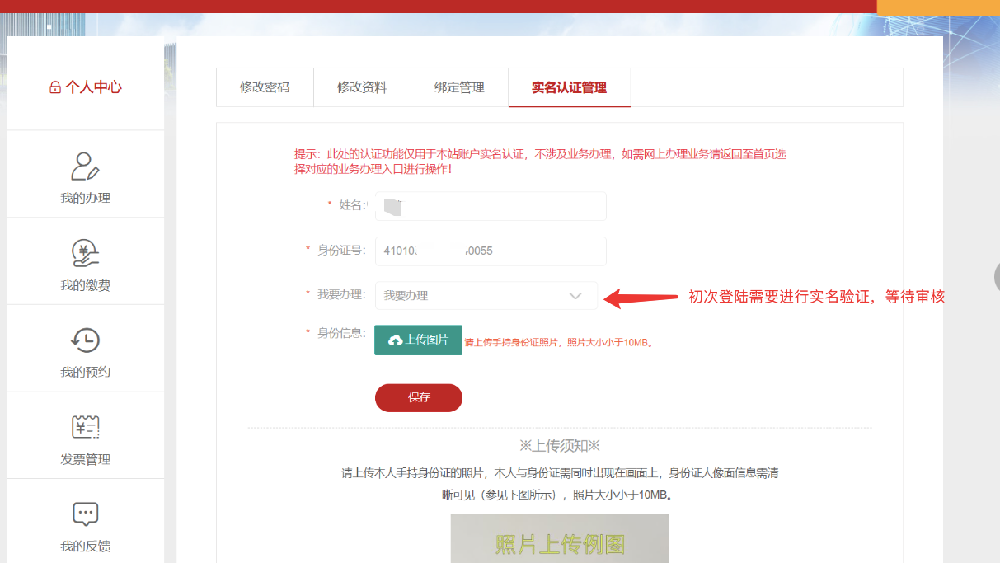 个人中心
我的办理
我的缴费
我的预约
发票管理
我的反馈
修改密码 修改资料 绑定管理 实名认证管理
提示：此处的认证功能仅用于本站账户实名认证，不涉及业务办理，如需网上办理业务请返回至首页选
择对应的业务办理入口进行操作！
* 姓名：
* 身份证号： 41010 0055
* 我要办理： 我要办理
初次登陆需要进行实名验证，等待审核
* 身份信息： 上传图片 请上传手持身份证照片，照片大小小于10MB。
保存
※上传须知※
请上传本人手持身份证的照片，本人与身份证需同时出现在画面上，身份证人像面信息需清
晰可见（参见下图所示），照片大小小于10MB。
照片上传例图